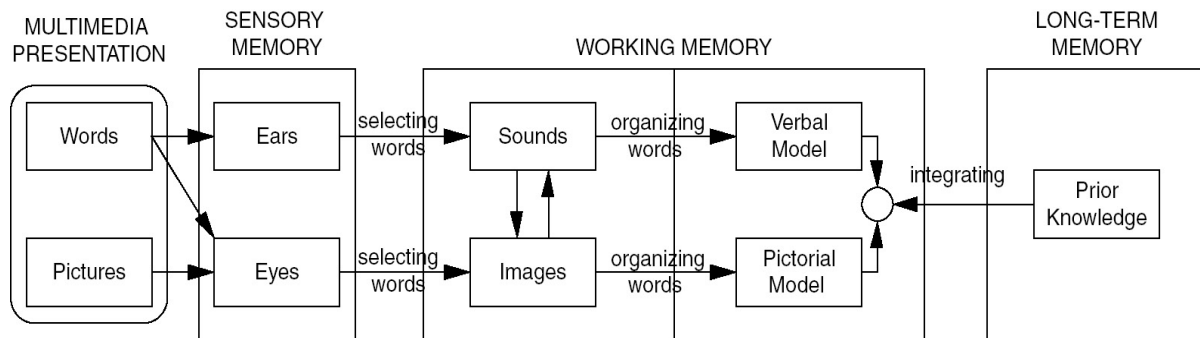 MULTIMEDIA
PRESENTATION
SENSORY
MEMORY
WORKING MEMORY
LONG-TERM
MEMORY
Words
Ears
selecting
words
Sounds
organizing
words
Verbal
Model
integrating
Prior
Knowledge
Pictures
Eyes
selecting
words
Images
organizing
words
Pictorial
Model